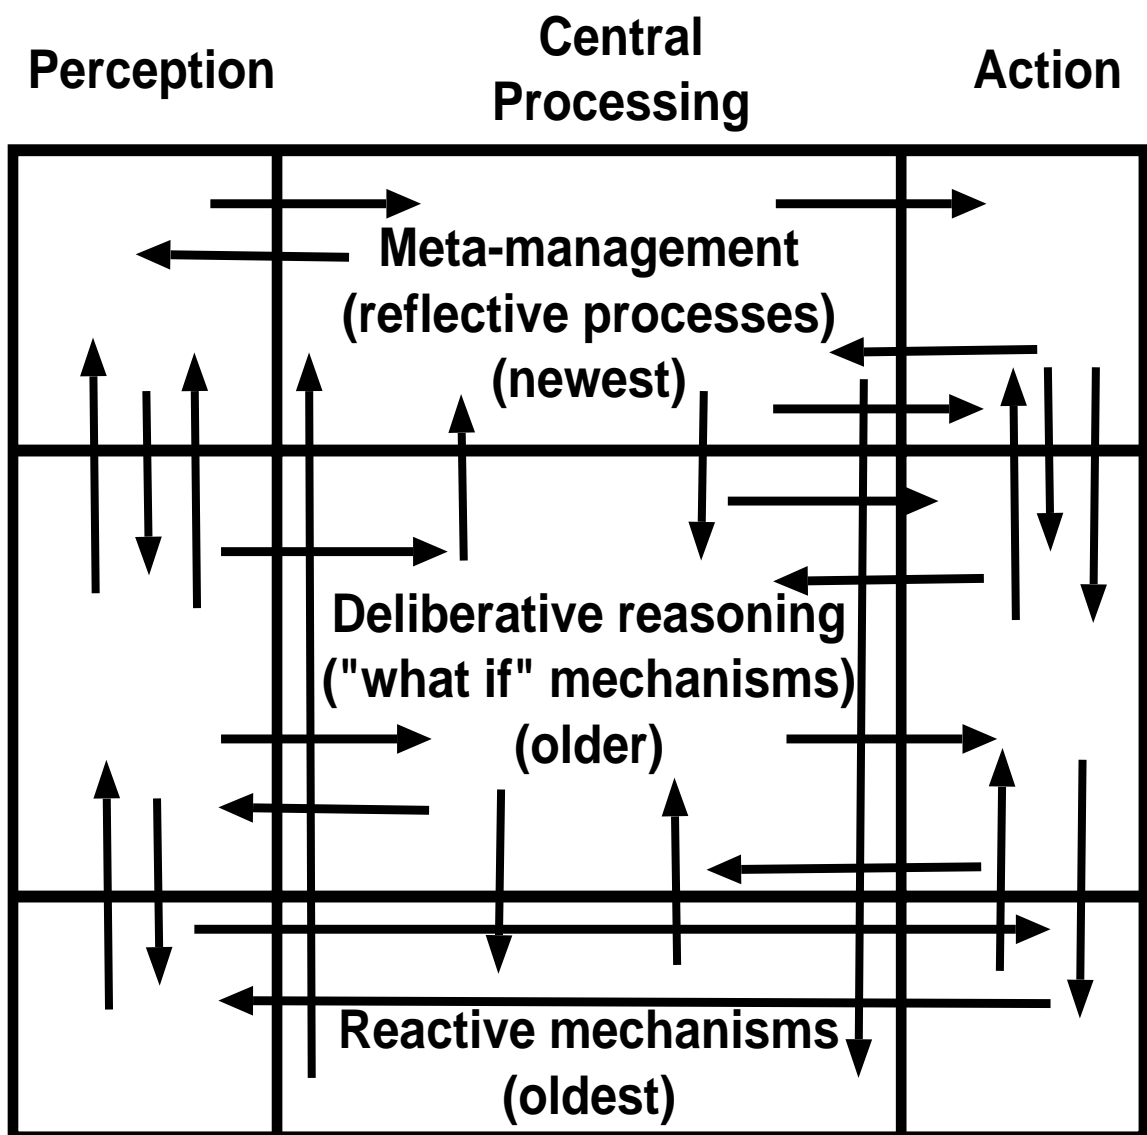 Perception
Central
Processing
Action
Meta-management
(reflective processes)
(newest)
Deliberative reasoning
("what if" mechanisms)
(older)
Reactive mechanisms
(oldest)